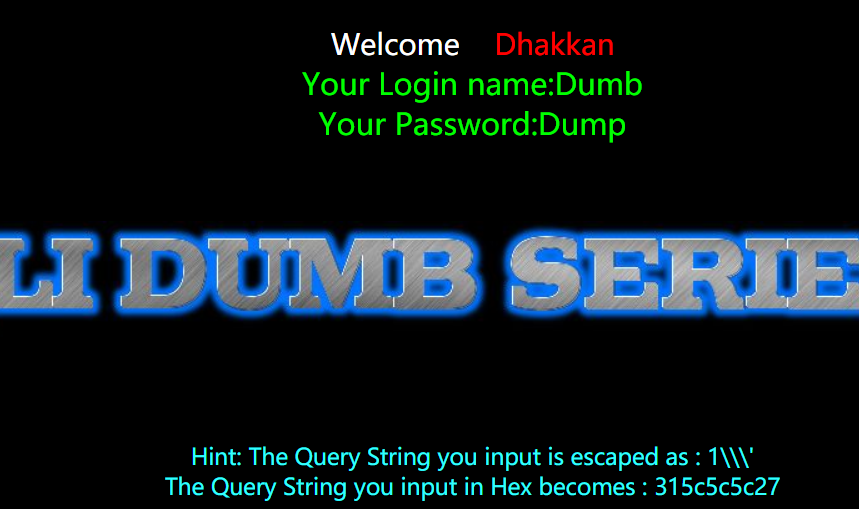 Welcome Dhakkan
Your Login name:Dumb
Your Password:Dump
LI DUMB SERIE
Hint: The Query String you input is escaped as : 1\\\'
The Query String you input in Hex becomes : 315c5c5c27